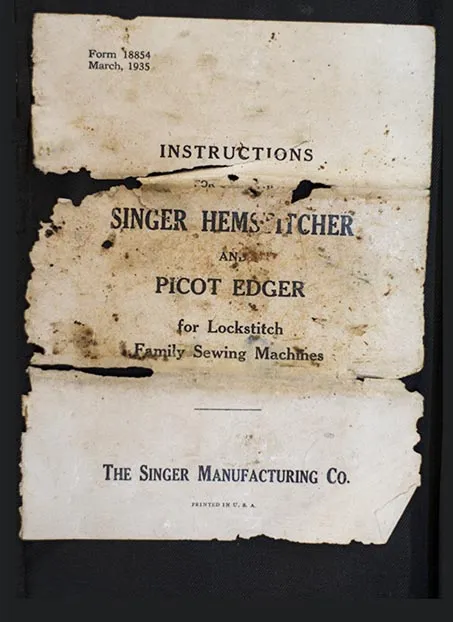 Form 18854
March, 1935
INSTRUCTIONS
SINGER HEMSTITCHER
AND
PICOT EDGER
for Lockstitch
Family Sewing Machines
THE SINGER MANUFACTURING CO.
PRINTED IN U. S. A.